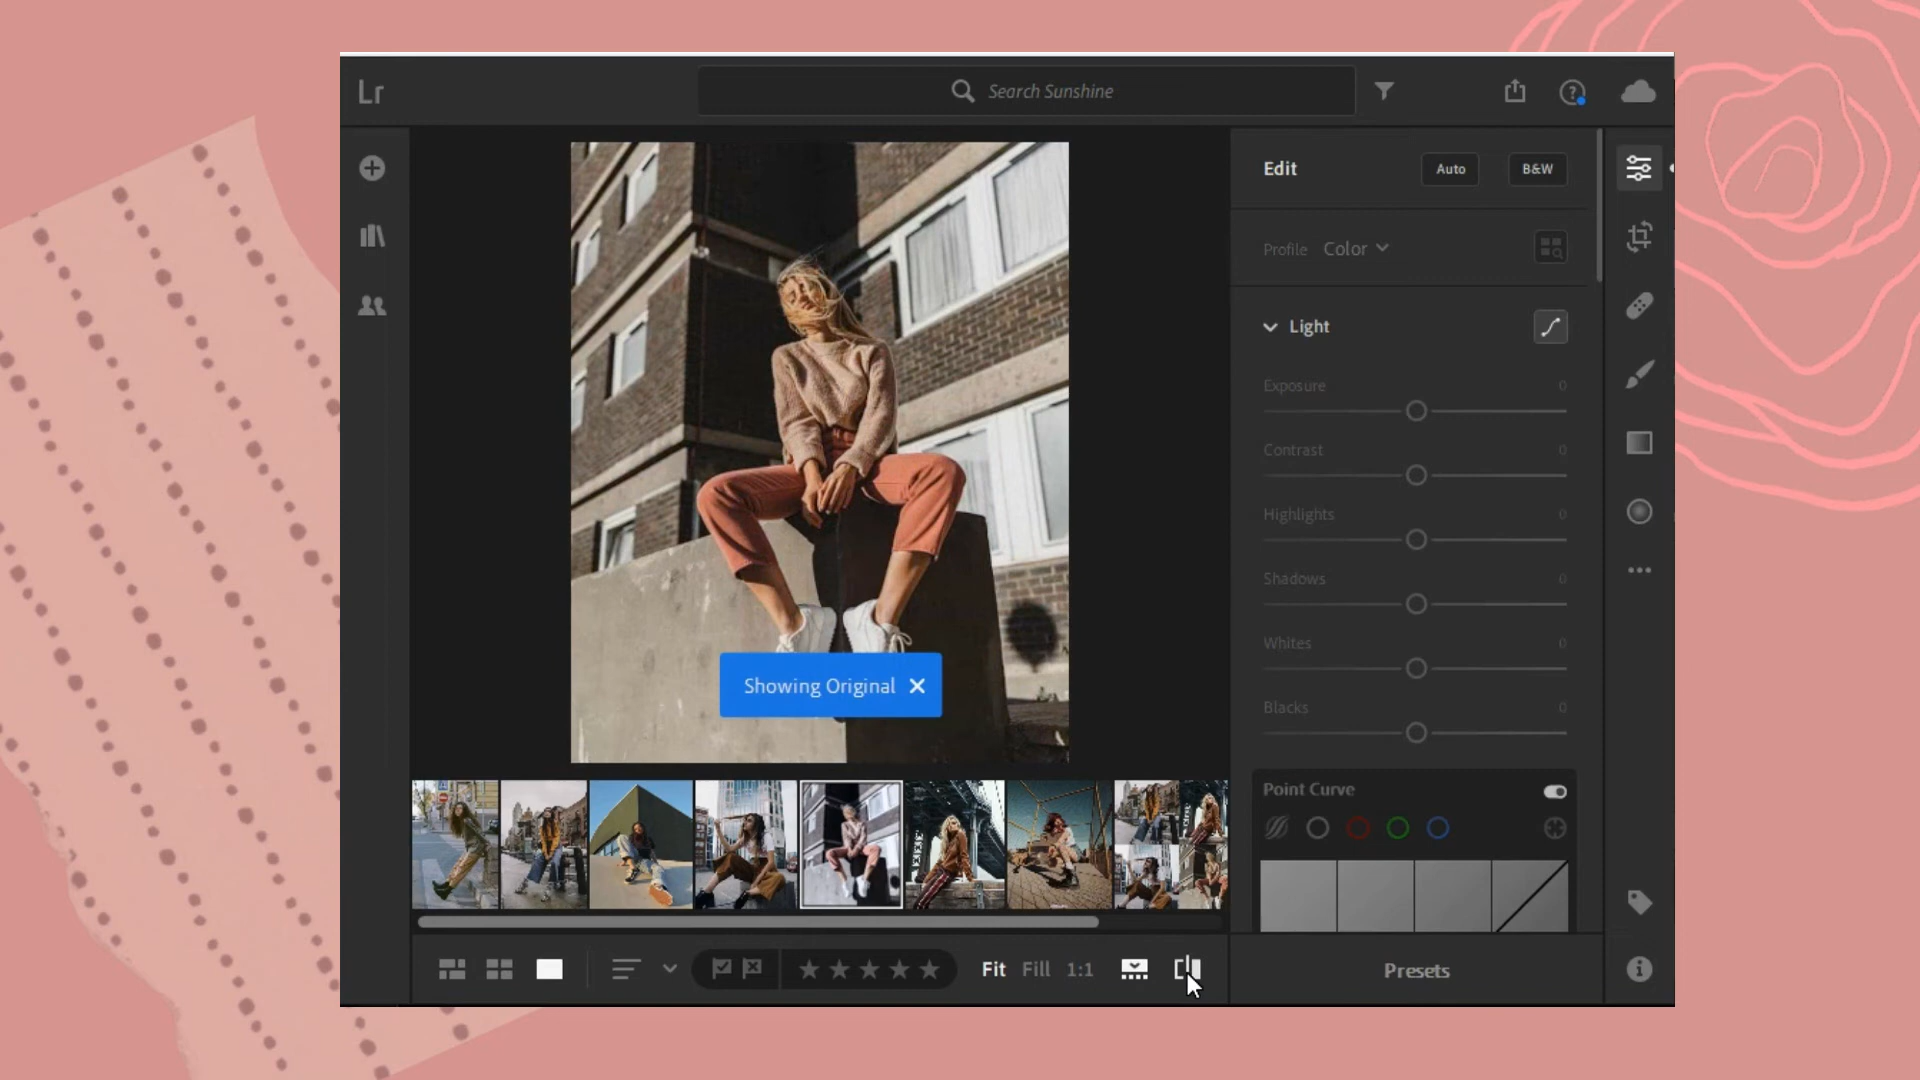 Lr
Search Sunshine
Edit
Auto
B&W
Profile Color
Light
Exposure 0
Contrast 0
Highlights 0
Shadows 0
Whites 0
Blacks 0
Showing Original
Point Curve
Fit Fill 1:1
Presets